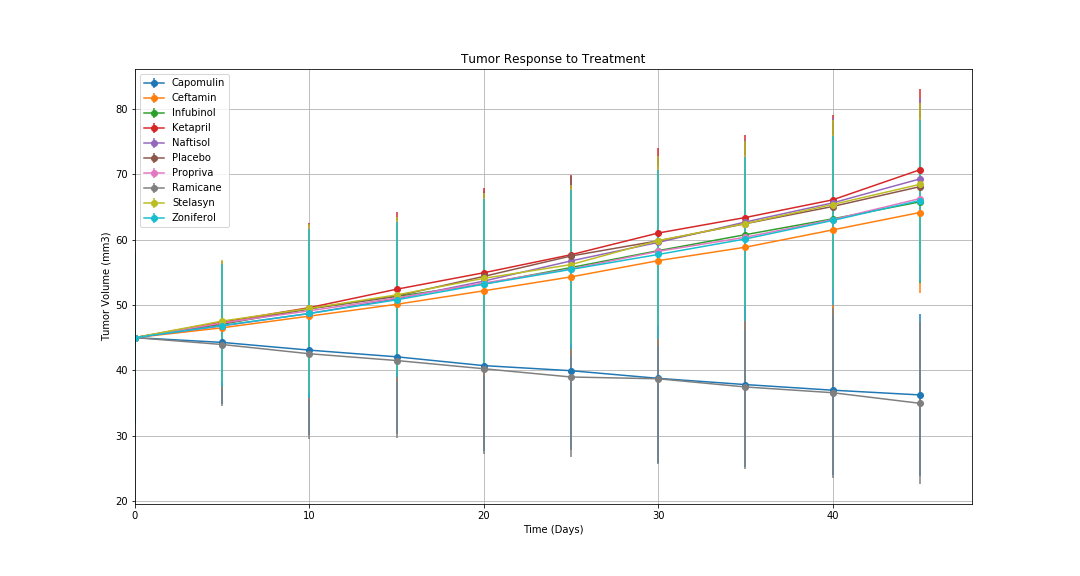 Tumor Response to Treatment
Capomulin
Ceftamin
Infubinol
Ketapril
Naftisol
Placebo
Propriva
Ramicane
Stelasyn
Zoniferol
Tumor Volume (mm3)
80
70
60
50
40
30
20
0 10 20 30 40
Time (Days)